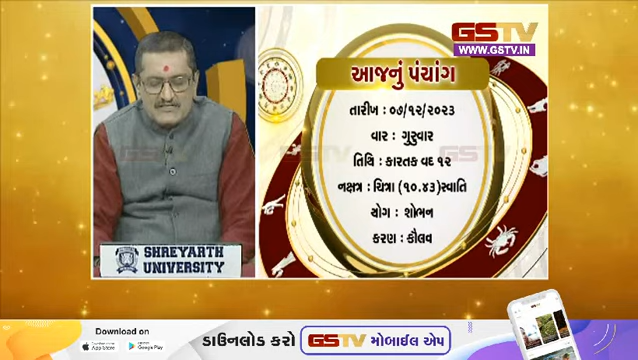 GSTV
WWW.GSTV.IN
આજનું પંચાંગ
તારીખ : ૦૭/૧૨/૨૦૨૩
વાર : ગુરુવાર
તિથિ : કારતક વદ ૧૨
નક્ષત્ર : ચિત્રા (૧૦.૪૩)સ્વાતિ
યોગ : શોભન
કરણ : કૌલવ
SHREYARTH
UNIVERSITY
Download on
App Store
Google Play
ડાઉનલોડ કરો GSTV મોબાઈલ એપ